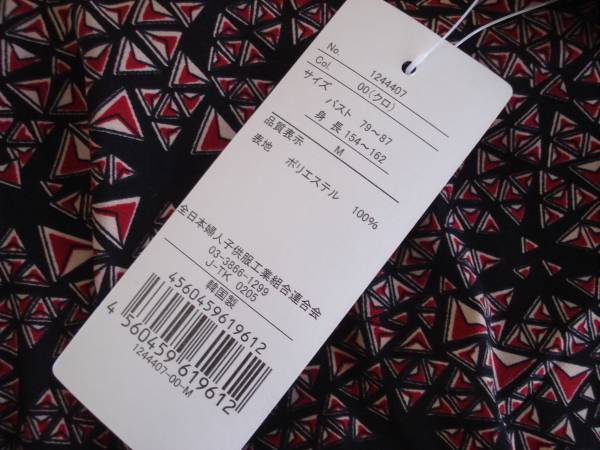 No. 1244407
Col. 00(クロ)
サイズ
バスト 79~87
身 長 154~162
M
品質表示
表地 ポリエステル 100%
全日本婦人子供服工業組合連合会
03-3866-1299
J-TK 0205
韓国製
4560459619612
4 560459 619612
1244407-00-M